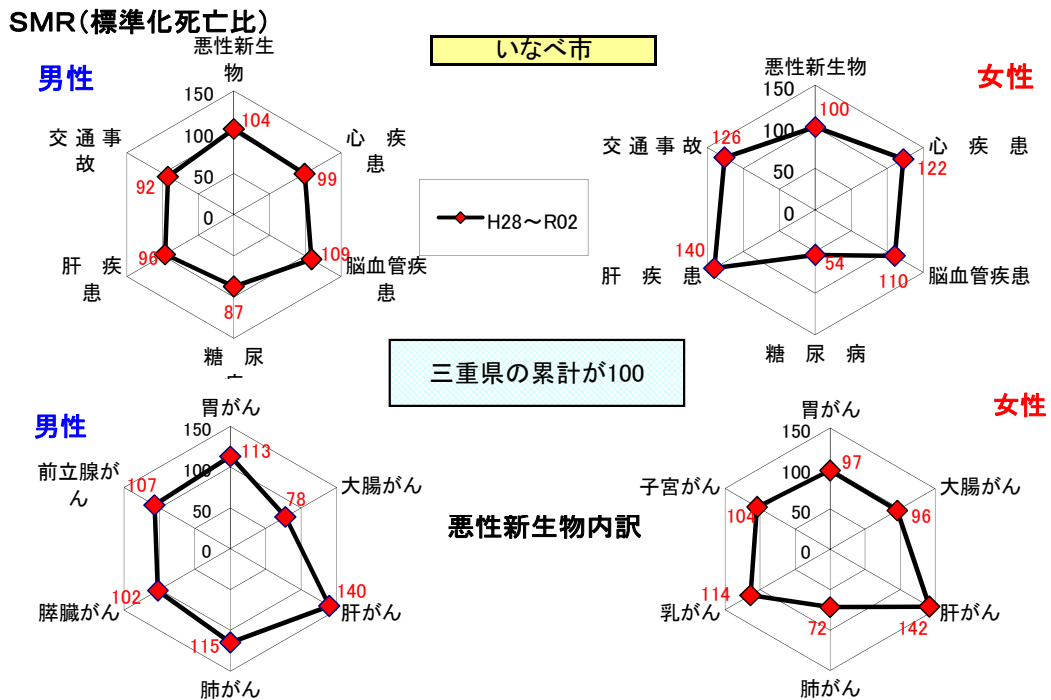 SMR(標準化死亡比)
いなべ市
男性
悪性新生
物
150
100
50
0
104
心 疾
患
99
109
脳血管疾
患
87
糖 尿
96
肝 疾
患
92
交 通 事
故
H28～R02
女性
悪性新生物
150
100
50
0
100
心 疾 患
122
110
脳血管疾患
54
糖 尿 病
140
肝 疾 患
126
交 通 事 故
三重県の累計が100
男性
胃がん
150
100
50
0
113
78
大腸がん
140
肝がん
115
肺がん
102
膵臓がん
107
前立腺が
ん
悪性新生物内訳
女性
胃がん
150
100
50
0
97
大腸がん
96
142
肝がん
72
肺がん
114
乳がん
104
子宮がん